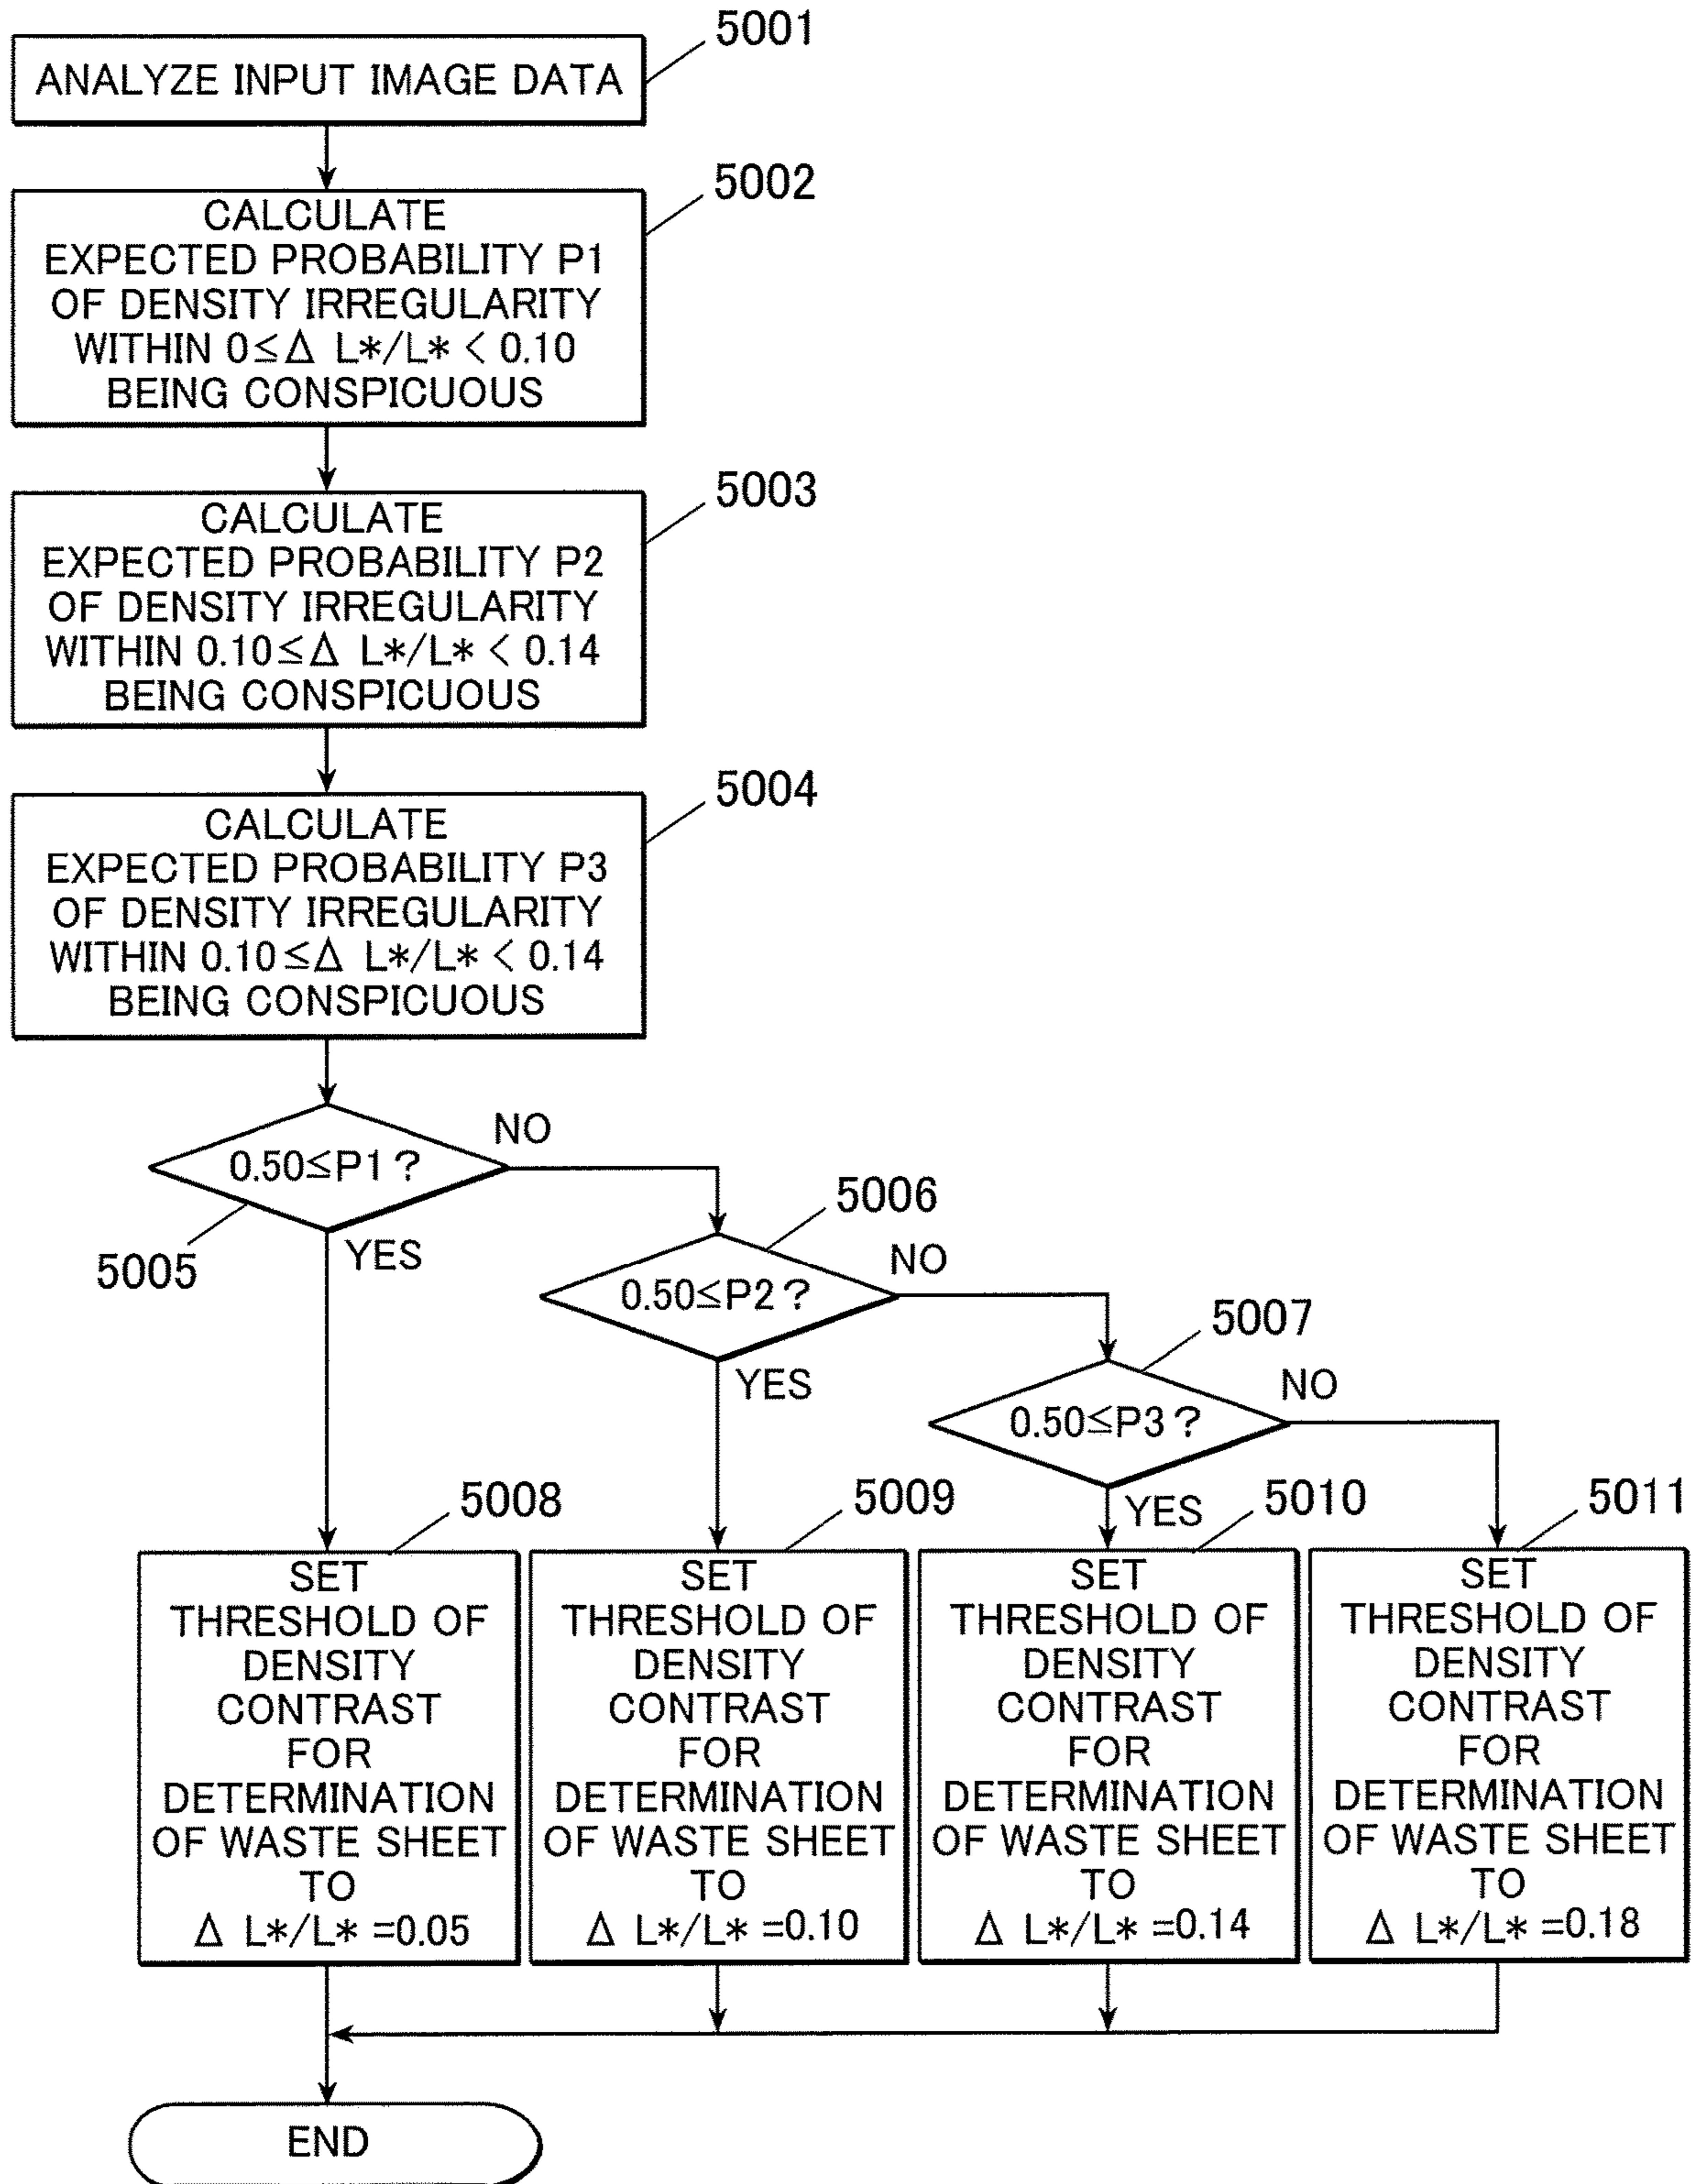 5001
ANALYZE INPUT IMAGE DATA
5002
CALCULATE
EXPECTED PROBABILITY P1
OF DENSITY IRREGULARITY
WITHIN 0≤Δ L*/L* < 0.10
BEING CONSPICUOUS
5003
CALCULATE
EXPECTED PROBABILITY P2
OF DENSITY IRREGULARITY
WITHIN 0.10≤Δ L*/L* < 0.14
BEING CONSPICUOUS
5004
CALCULATE
EXPECTED PROBABILITY P3
OF DENSITY IRREGULARITY
WITHIN 0.10≤Δ L*/L* < 0.14
BEING CONSPICUOUS
NO
0.50≤P1?
5005
YES
5006
NO
0.50≤P2?
YES
5007
NO
0.50≤P3?
YES
5008
SET
THRESHOLD OF
DENSITY
CONTRAST
FOR
DETERMINATION
OF WASTE SHEET
TO
Δ L*/L* =0.05
5009
SET
THRESHOLD OF
DENSITY
CONTRAST
FOR
DETERMINATION
OF WASTE SHEET
TO
Δ L*/L* =0.10
5010
SET
THRESHOLD OF
DENSITY
CONTRAST
FOR
DETERMINATION
OF WASTE SHEET
TO
Δ L*/L* =0.14
5011
SET
THRESHOLD OF
DENSITY
CONTRAST
FOR
DETERMINATION
OF WASTE SHEET
TO
Δ L*/L* =0.18
END